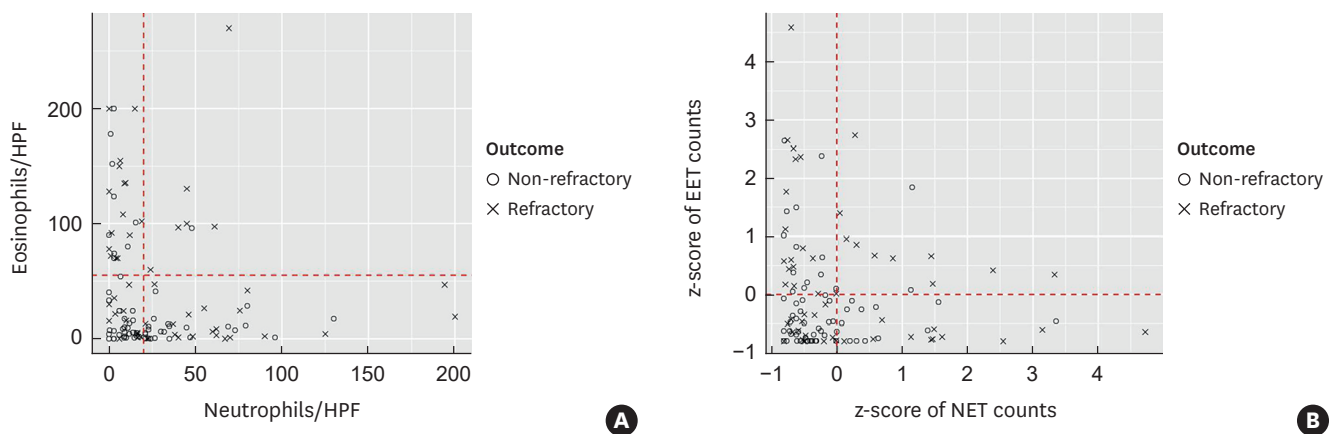 Eosinophils/HPF
200
100
0
0
50
100
150
200
Neutrophils/HPF
Outcome
Non-refractory
Refractory
A
z-score of EET counts
4
3
2
1
0
−1
−1
0
1
2
3
4
z-score of NET counts
Outcome
Non-refractory
Refractory
B